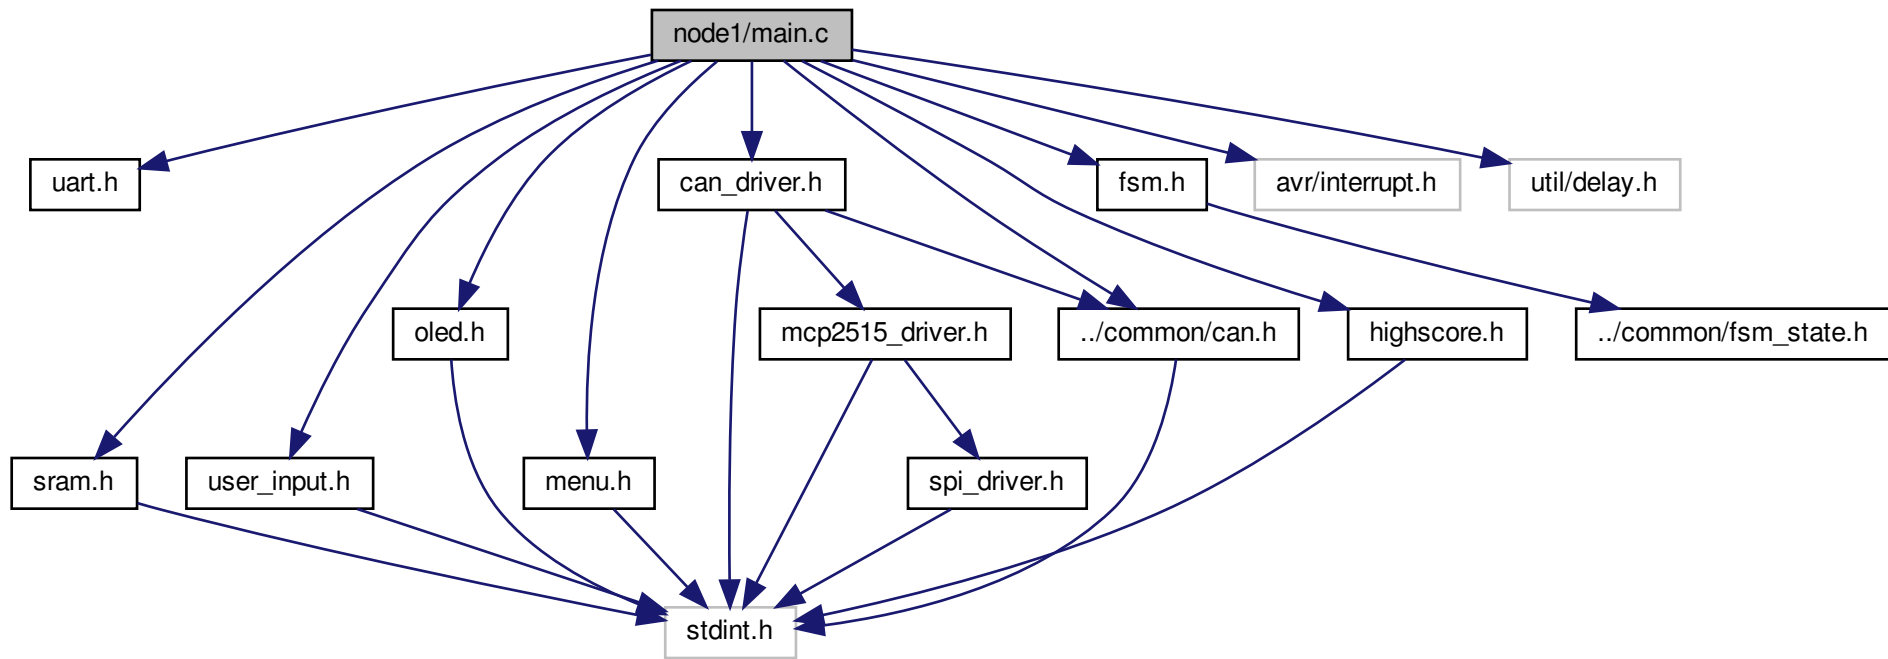 node1/main.c
uart.h
can_driver.h
fsm.h
avr/interrupt.h
util/delay.h
oled.h
mcp2515_driver.h
../common/can.h
highscore.h
../common/fsm_state.h
sram.h
user_input.h
menu.h
spi_driver.h
stdint.h